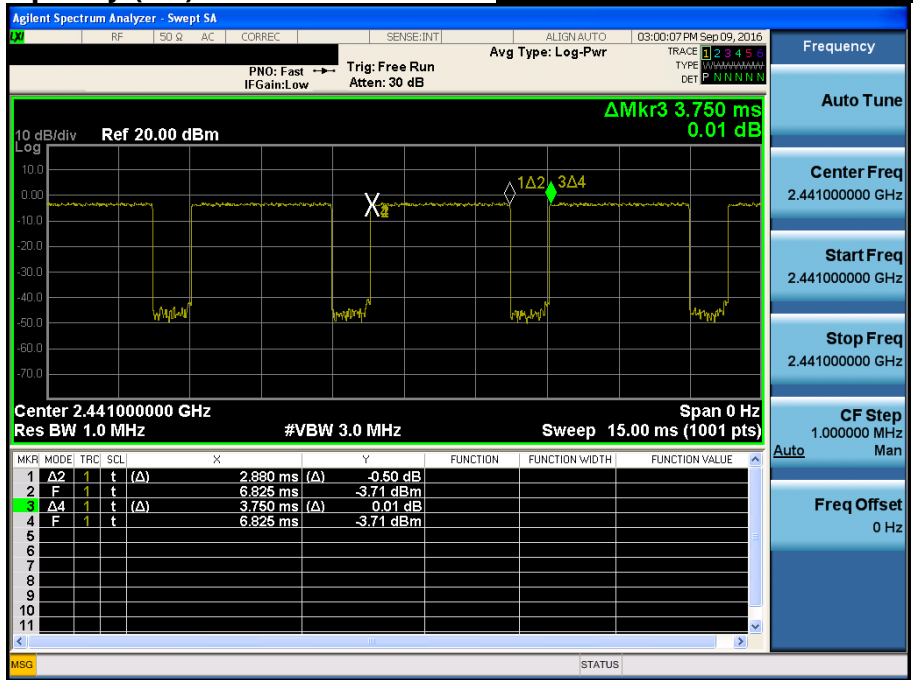 Agilent Spectrum Analyzer - Swept SA
LXI RF 50 Ω AC CORREC SENSE:INT ALIGN AUTO 03:00:07 PM Sep 09, 2016
Avg Type: Log-Pwr
TRACE 1 2 3 4 5 6
TYPE
DET P N N N N N
PNO: Fast
IFGain:Low
Trig: Free Run
Atten: 30 dB
ΔMkr3 3.750 ms
0.01 dB
10 dB/div Ref 20.00 dBm
Log
10.0
0.00
-10.0
-20.0
-30.0
-40.0
-50.0
-60.0
-70.0
1Δ2 3Δ4
Center 2.441000000 GHz Span 0 Hz
Res BW 1.0 MHz #VBW 3.0 MHz Sweep 15.00 ms (1001 pts)
MKR MODE TRC SCL X Y FUNCTION FUNCTION WIDTH FUNCTION VALUE
1 Δ2 1 t (Δ) 2.880 ms (Δ) -0.50 dB
2 F 1 t 6.825 ms -3.71 dBm
3 Δ4 1 t (Δ) 3.750 ms (Δ) 0.01 dB
4 F 1 t 6.825 ms -3.71 dBm
5
6
7
8
9
10
11
MSG STATUS
Frequency
Auto Tune
Center Freq
2.441000000 GHz
Start Freq
2.441000000 GHz
Stop Freq
2.441000000 GHz
CF Step
1.000000 MHz
Auto Man
Freq Offset
0 Hz